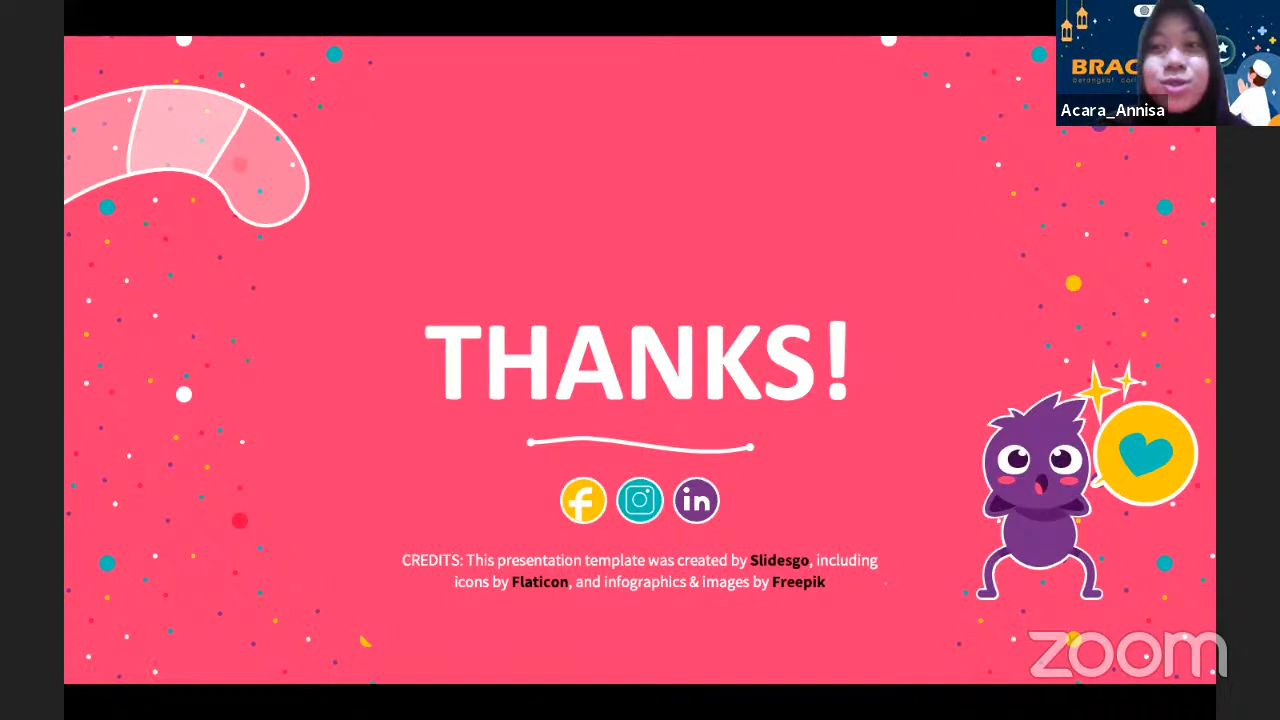 BRAC
Acara_Annisa
THANKS!
f
in
CREDITS: This presentation template was created by Slidesgo, including
icons by Flaticon, and infographics & images by Freepik
zoom